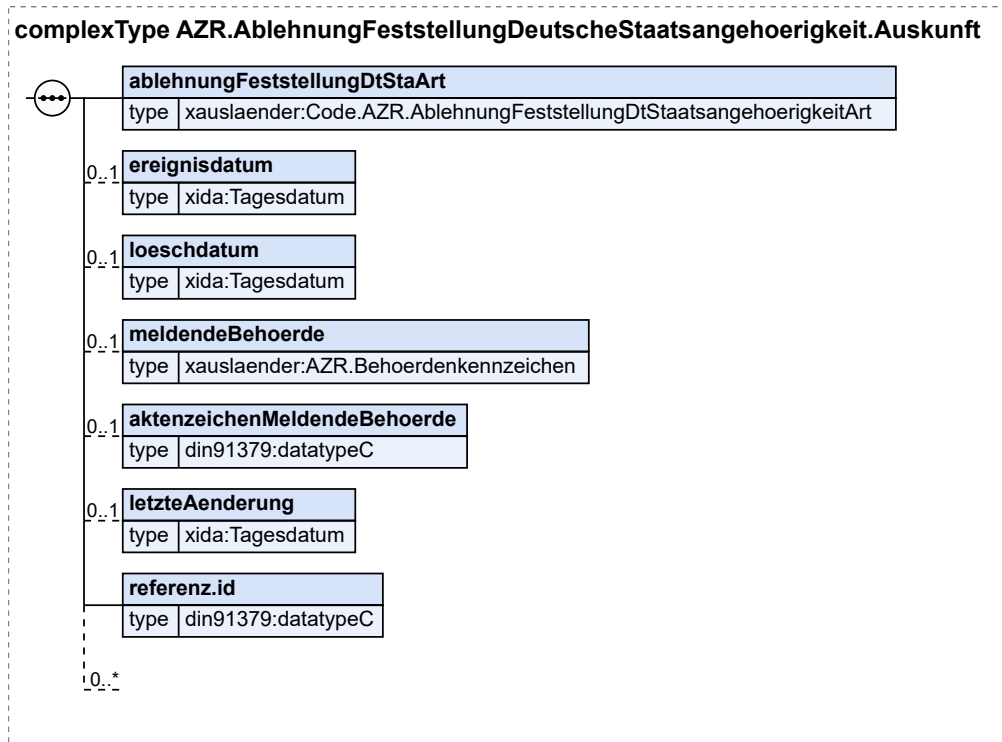 complexType AZR.AblehnungFeststellungDeutscheStaatsangehoerigkeit.Auskunft
ablehnungFeststellungDtStaArt
type xauslaender:Code.AZR.AblehnungFeststellungDtStaatsangehoerigkeitArt
0..1 ereignisdatum
type xida:Tagesdatum
0..1 loeschdatum
type xida:Tagesdatum
0..1 meldendeBehoerde
type xauslaender:AZR.Behoerdenkennzeichen
0..1 aktenzeichenMeldendeBehoerde
type din91379:datatypeC
0..1 letzteAenderung
type xida:Tagesdatum
referenz.id
type din91379:datatypeC
0..*